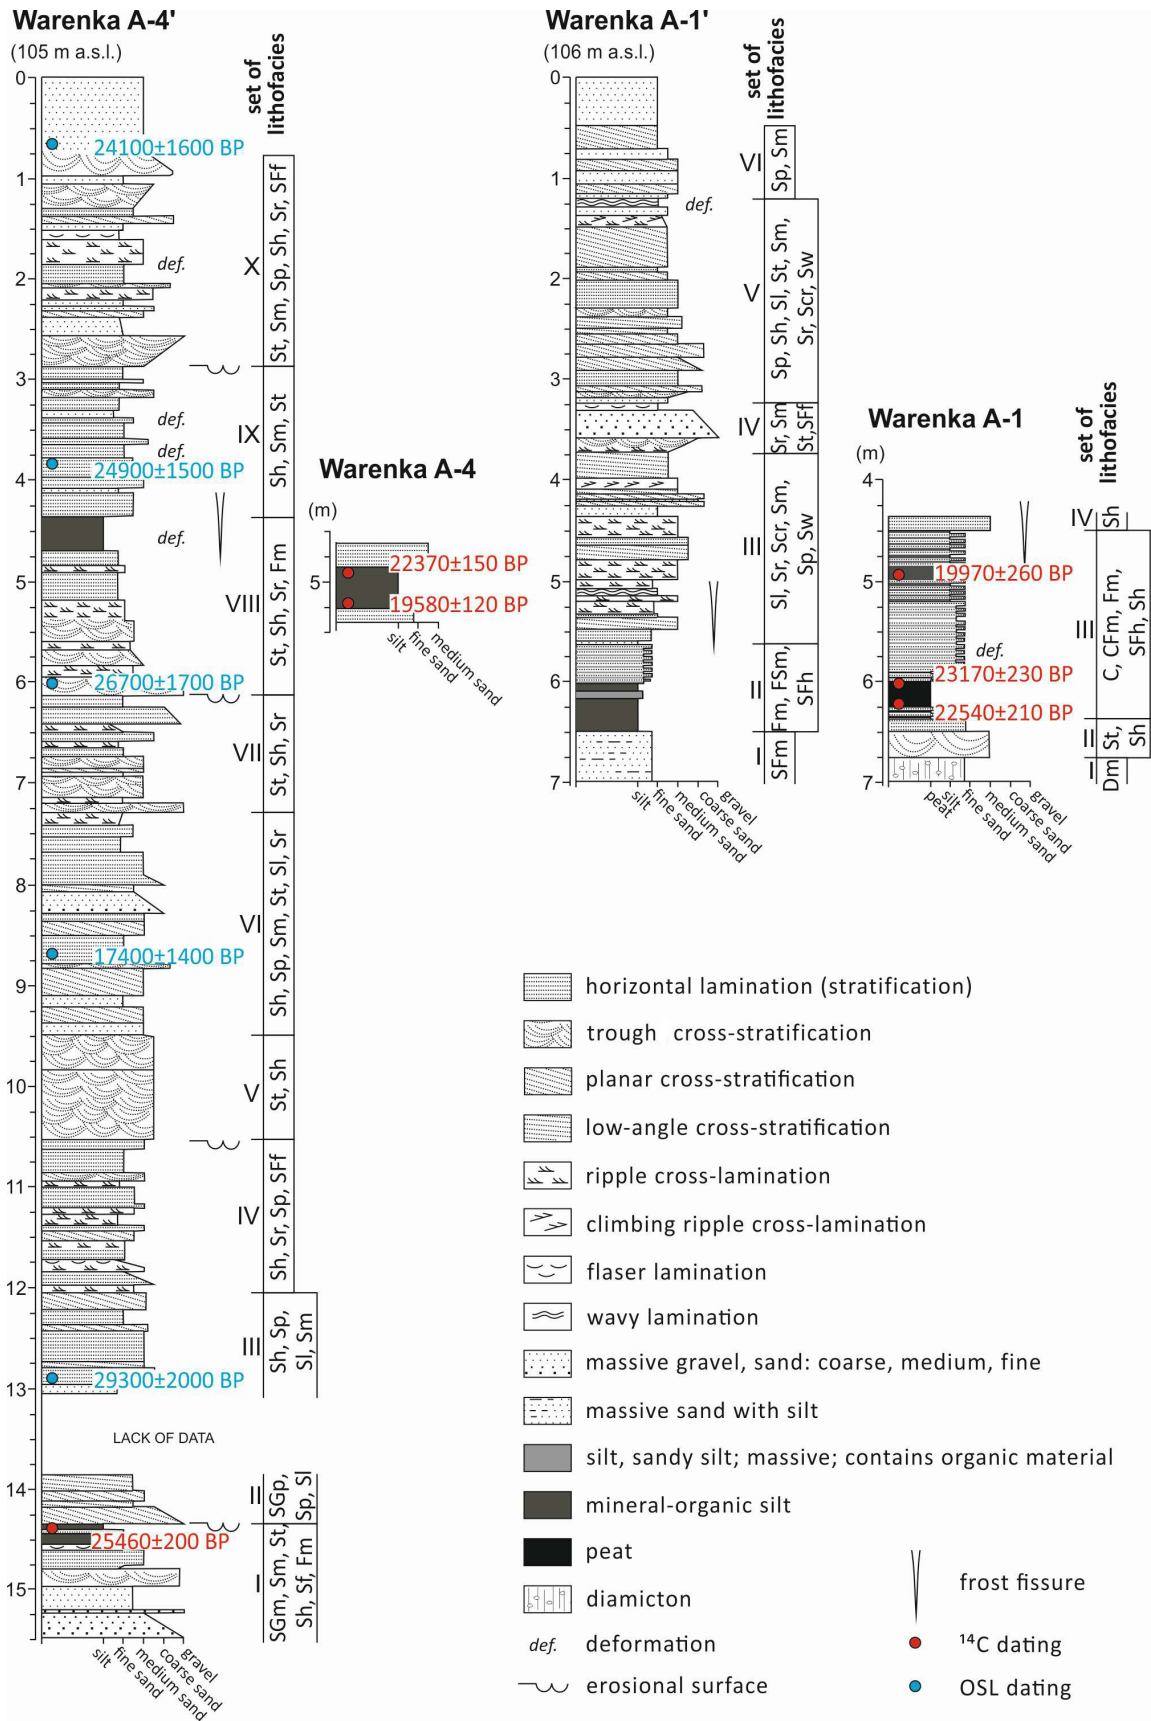 Warenka A-4'
(105 m a.s.l.)
set of
lithofacies
0
1
2
3
4
5
6
7
8
9
10
11
12
13
14
15
24100±1600 BP
def.
def.
def.
24900±1500 BP
def.
26700±1700 BP
17400±1400 BP
29300±2000 BP
LACK OF DATA
25460±200 BP
X
St, Sm, Sp, Sh, Sr, SFf
IX
Sh, Sm, St
VIII
St, Sh, Sr, Fm
VII
St, Sh, Sr
VI
Sh, Sp, Sm, St, Sl, Sr
V
St, Sh
IV
Sh, Sr, Sp, SFf
III
Sh, Sp,
Sl, Sm
II
SGp,
Sp, Sl
I
SGm, Sm, St,
Sh, Sf, Fm
silt
fine sand
medium sand
coarse sand
gravel
Warenka A-4
(m)
5
22370±150 BP
19580±120 BP
silt
fine sand
medium sand
Warenka A-1'
(106 m a.s.l.)
set of
lithofacies
0
1
2
3
4
5
6
7
def.
VI
Sp, Sm
V
Sp, Sh, Sl, St, Sm,
Sr, Scr, Sw
IV
Sr, Sm
St,SFf
III
Sl, Sr, Scr, Sm,
Sp, Sw
II
Fm, FSm,
SFh
I
SFm
silt
fine sand
medium sand
coarse sand
gravel
Warenka A-1
(m)
set of
lithofacies
4
5
6
7
19970±260 BP
def.
23170±230 BP
22540±210 BP
IV
Sh
III
C, CFm, Fm,
SFh, Sh
II
St,
Sh
I
Dm
peat
silt
fine sand
medium sand
coarse sand
gravel
horizontal lamination (stratification)
trough cross-stratification
planar cross-stratification
low-angle cross-stratification
ripple cross-lamination
climbing ripple cross-lamination
flaser lamination
wavy lamination
massive gravel, sand: coarse, medium, fine
massive sand with silt
silt, sandy silt; massive; contains organic material
mineral-organic silt
peat
diamicton
def. deformation
erosional surface
frost fissure
¹⁴C dating
OSL dating